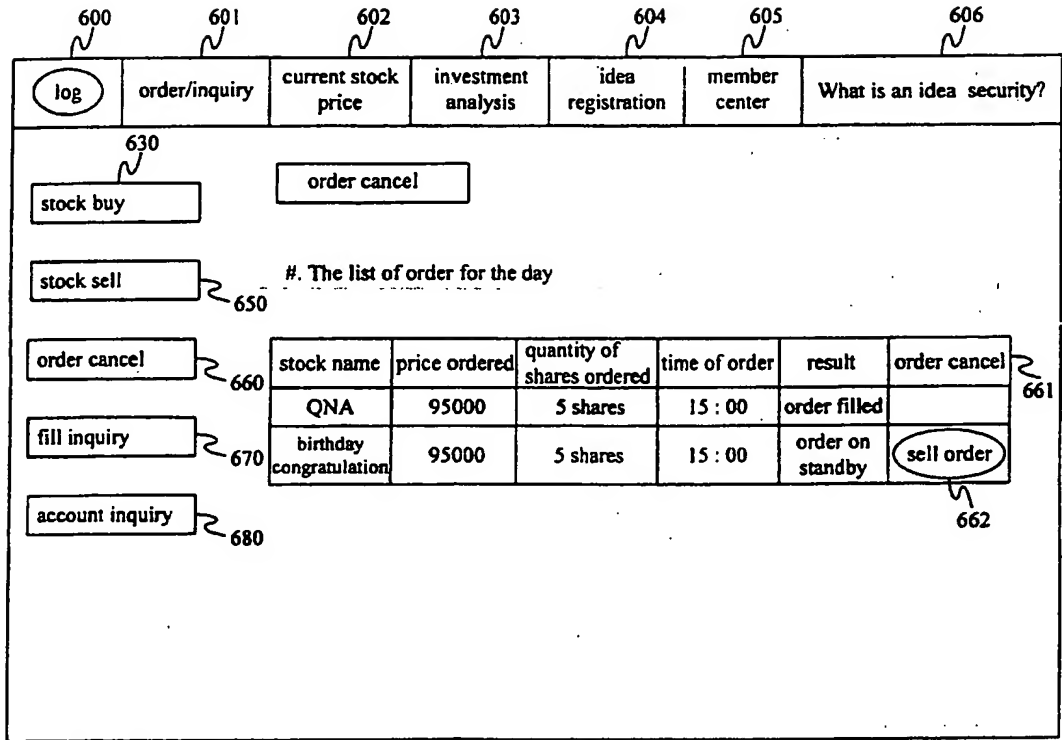 600 601 602 603 604 605 606
log order/inquiry current stock price investment analysis idea registration member center What is an idea security?
630
order cancel
stock buy
stock sell
650
#. The list of order for the day
order cancel
660
stock name price ordered quantity of shares ordered time of order result order cancel
661
QNA 95000 5 shares 15 : 00 order filled
fill inquiry
670
birthday congratulation 95000 5 shares 15 : 00 order on standby sell order
662
account inquiry
680